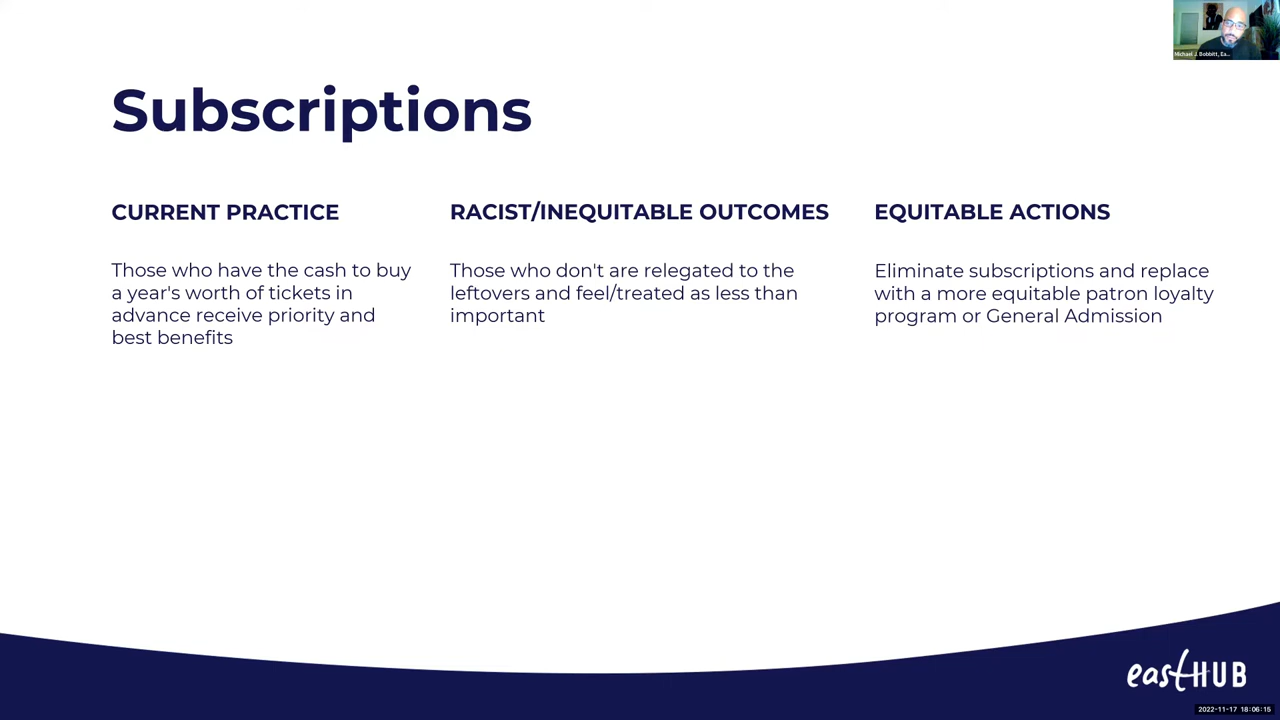 Michael J. Bobbitt, Ea...
Subscriptions
CURRENT PRACTICE
Those who have the cash to buy
a year's worth of tickets in
advance receive priority and
best benefits
RACIST/INEQUITABLE OUTCOMES
Those who don't are relegated to the
leftovers and feel/treated as less than
important
EQUITABLE ACTIONS
Eliminate subscriptions and replace
with a more equitable patron loyalty
program or General Admission
eastHUB
2022-11-17 18:06:15